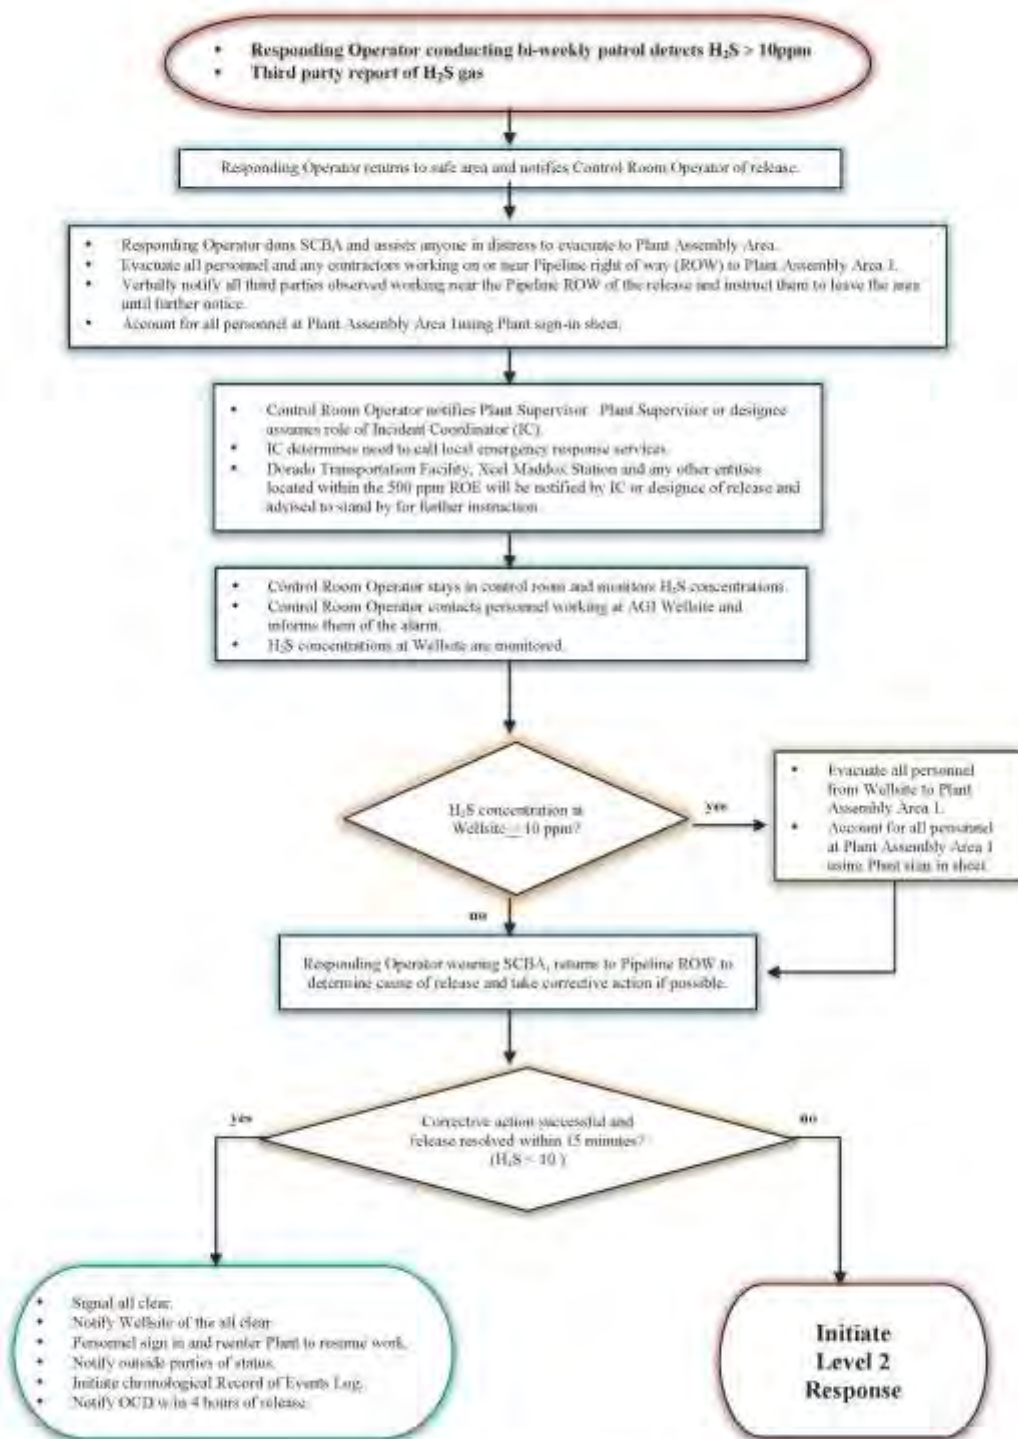 • Responding Operator conducting bi-weekly patrol detects H₂S > 10ppm
• Third party report of H₂S gas
Responding Operator returns to safe area and notifies Control Room Operator of release.
• Responding Operator dons SCBA and assists anyone in distress to evacuate to Plant Assembly Area.
• Evacuate all personnel and any contractors working on or near Pipeline right of way (ROW) to Plant Assembly Area 1.
• Verbally notify all third parties observed working near the Pipeline ROW of the release and instruct them to leave the area
until further notice.
• Account for all personnel at Plant Assembly Area 1using Plant sign-in sheet.
• Control Room Operator notifies Plant Supervisor Plant Supervisor or designee
assumes role of Incident Coordinator (IC).
• IC determines need to call local emergency response services.
• Dorado Transportation Facility, Xcel Maddox Station and any other entities
located within the 500 ppm ROE will be notified by IC or designee of release and
advised to stand by for further instruction
• Control Room Operator stays in control room and monitors H₂S concentrations.
• Control Room Operator contacts personnel working at AGI Wellsite and
informs them of the alarm.
• H₂S concentrations at Wellsite are monitored.
H₂S concentration at
Wellsite 10 ppm?
yes
• Evacuate all personnel
from Wellsite to Plant
Assembly Area 1.
• Account for all personnel
at Plant Assembly Area 1
using Plant sign in sheet.
no
Responding Operator wearing SCBA, returns to Pipeline ROW to
determine cause of release and take corrective action if possible.
yes
Corrective action successful and
release resolved within 15 minutes?
(H₂S < 10 )
no
• Signal all clear.
• Notify Wellsite of the all clear
• Personnel sign in and reenter Plant to resume work.
• Notify outside parties of status.
• Initiate chronological Record of Events Log.
• Notify OCD w/in 4 hours of release.
Initiate
Level 2
Response